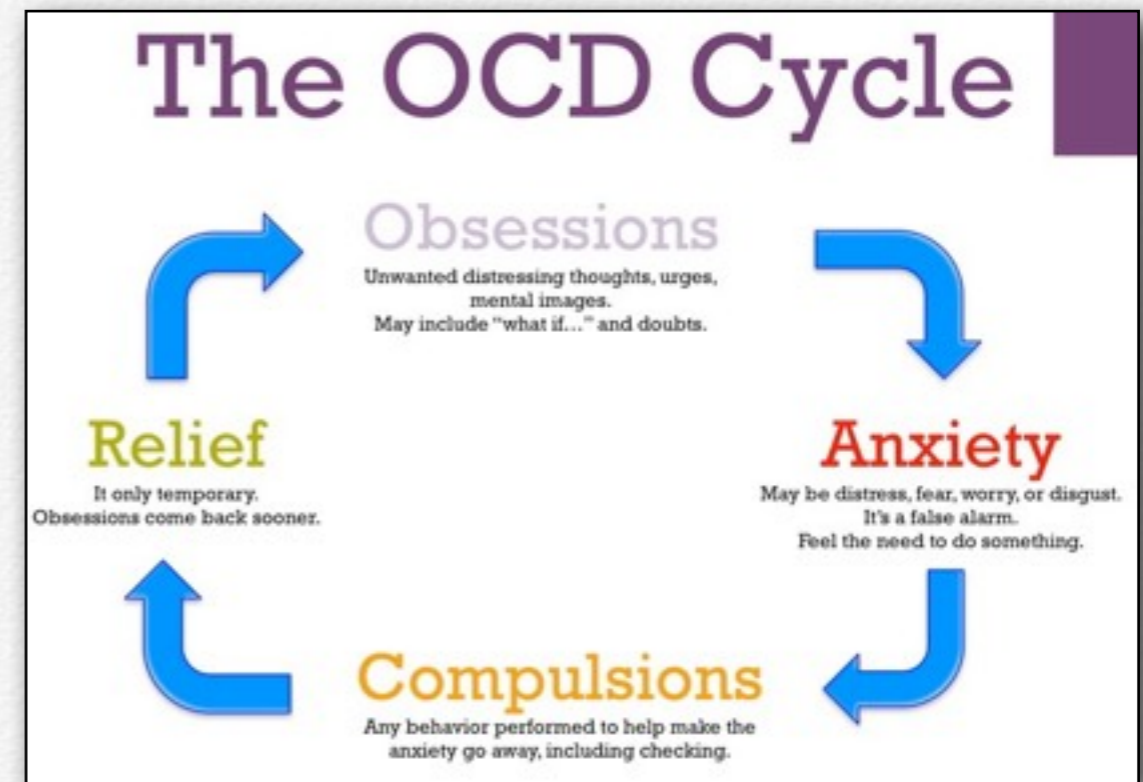 The OCD Cycle
Obsessions
Unwanted distressing thoughts, urges,
mental images.
May include "what if..." and doubts.
Anxiety
May be distress, fear, worry, or disgust.
It's a false alarm.
Feel the need to do something.
Compulsions
Any behavior performed to help make the
anxiety go away, including checking.
Relief
It only temporary.
Obsessions come back sooner.